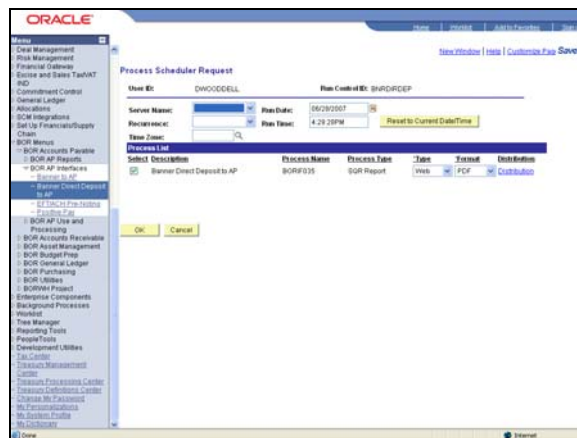 ORACLE
Home
Worklist
Add to Favorites
Sign
Menu
New Window | Help | Customize Pag
Save
Deal Management
Risk Management
Financial Gateway
Excise and Sales Tax/VAT
IND
Commitment Control
General Ledger
Allocations
SCM Integrations
Set Up Financials/Supply
Chain
BOR Menus
BOR Accounts Payable
BOR AP Reports
BOR AP Interfaces
Banner to AP
Banner Direct Deposit
to AP
EFT/ACH Pre-Noting
Positive Pay
BOR AP Use and
Processing
BOR Accounts Receivable
BOR Asset Management
BOR Budget Prep
BOR General Ledger
BOR Purchasing
BOR Utilities
BORWH Project
Enterprise Components
Background Processes
Worklist
Tree Manager
Reporting Tools
PeopleTools
Development Utilities
Tax Center
Treasury Management
Center
Treasury Processing Center
Treasury Definitions Center
Change My Password
My Personalizations
My System Profile
My Dictionary
Process Scheduler Request
User ID: DWOODDELL Run Control ID: BNRDIRDEP
Server Name: Run Date: 06/29/2007
Recurrence: Run Time: 4:29:28PM Reset to Current Date/Time
Time Zone:
Process List
Select Description Process Name Process Type *Type *Format Distribution
Banner Direct Deposit to AP BORIF035 SQR Report Web PDF Distribution
OK Cancel
Done
Internet